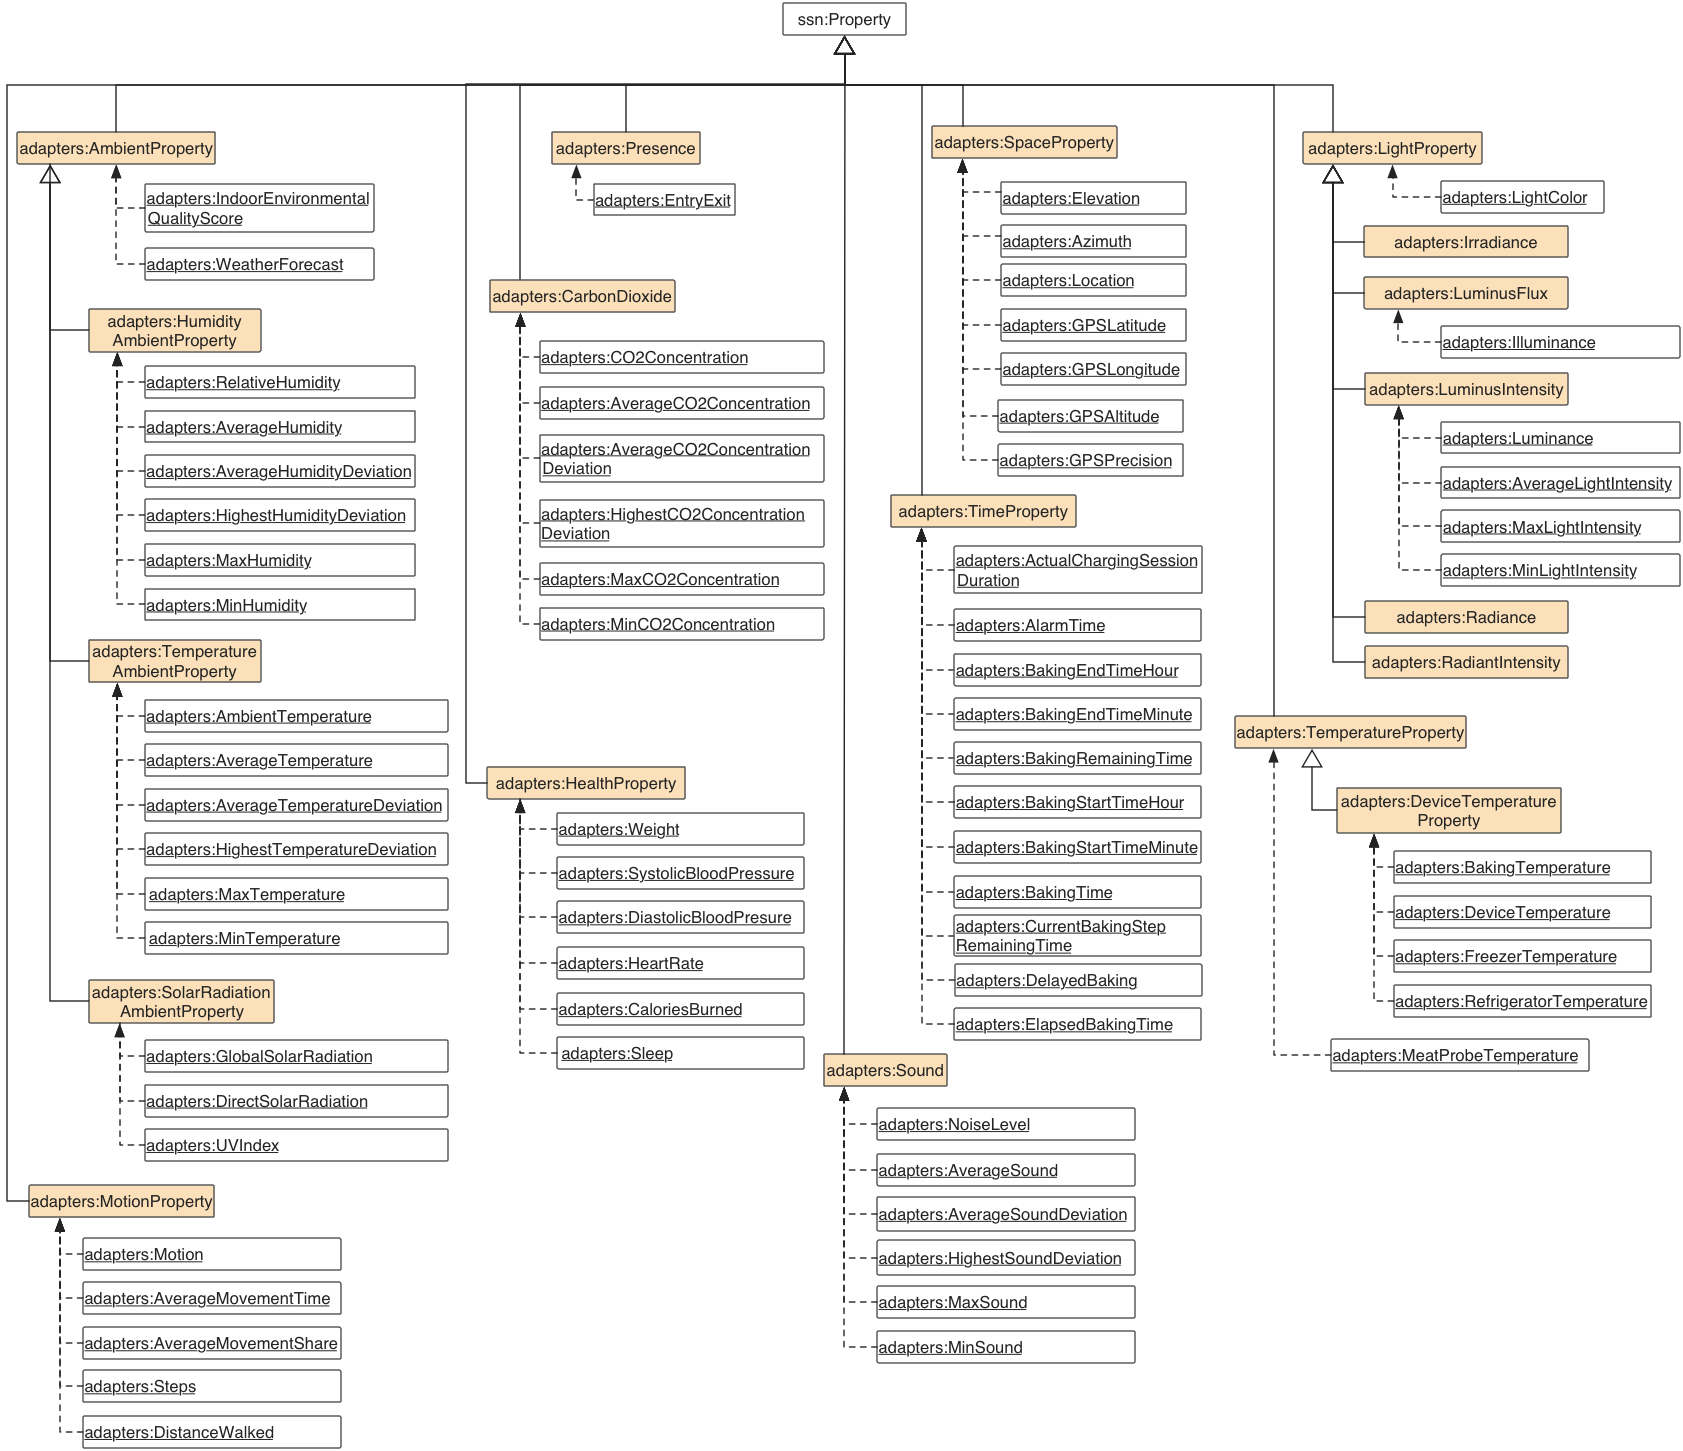 ssn:Property
adapters:AmbientProperty
adapters:IndoorEnvironmental
QualityScore
adapters:WeatherForecast
adapters:Humidity
AmbientProperty
adapters:RelativeHumidity
adapters:AverageHumidity
adapters:AverageHumidityDeviation
adapters:HighestHumidityDeviation
adapters:MaxHumidity
adapters:MinHumidity
adapters:Temperature
AmbientProperty
adapters:AmbientTemperature
adapters:AverageTemperature
adapters:AverageTemperatureDeviation
adapters:HighestTemperatureDeviation
adapters:MaxTemperature
adapters:MinTemperature
adapters:SolarRadiation
AmbientProperty
adapters:GlobalSolarRadiation
adapters:DirectSolarRadiation
adapters:UVIndex
adapters:MotionProperty
adapters:Motion
adapters:AverageMovementTime
adapters:AverageMovementShare
adapters:Steps
adapters:DistanceWalked
adapters:Presence
adapters:EntryExit
adapters:CarbonDioxide
adapters:CO2Concentration
adapters:AverageCO2Concentration
adapters:AverageCO2Concentration
Deviation
adapters:HighestCO2Concentration
Deviation
adapters:MaxCO2Concentration
adapters:MinCO2Concentration
adapters:HealthProperty
adapters:Weight
adapters:SystolicBloodPressure
adapters:DiastolicBloodPresure
adapters:HeartRate
adapters:CaloriesBurned
adapters:Sleep
adapters:SpaceProperty
adapters:Elevation
adapters:Azimuth
adapters:Location
adapters:GPSLatitude
adapters:GPSLongitude
adapters:GPSAltitude
adapters:GPSPrecision
adapters:TimeProperty
adapters:ActualChargingSession
Duration
adapters:AlarmTime
adapters:BakingEndTimeHour
adapters:BakingEndTimeMinute
adapters:BakingRemainingTime
adapters:BakingStartTimeHour
adapters:BakingStartTimeMinute
adapters:BakingTime
adapters:CurrentBakingStep
RemainingTime
adapters:DelayedBaking
adapters:ElapsedBakingTime
adapters:Sound
adapters:NoiseLevel
adapters:AverageSound
adapters:AverageSoundDeviation
adapters:HighestSoundDeviation
adapters:MaxSound
adapters:MinSound
adapters:LightProperty
adapters:LightColor
adapters:Irradiance
adapters:LuminusFlux
adapters:Illuminance
adapters:LuminusIntensity
adapters:Luminance
adapters:AverageLightIntensity
adapters:MaxLightIntensity
adapters:MinLightIntensity
adapters:Radiance
adapters:RadiantIntensity
adapters:TemperatureProperty
adapters:DeviceTemperature
Property
adapters:BakingTemperature
adapters:DeviceTemperature
adapters:FreezerTemperature
adapters:RefrigeratorTemperature
adapters:MeatProbeTemperature